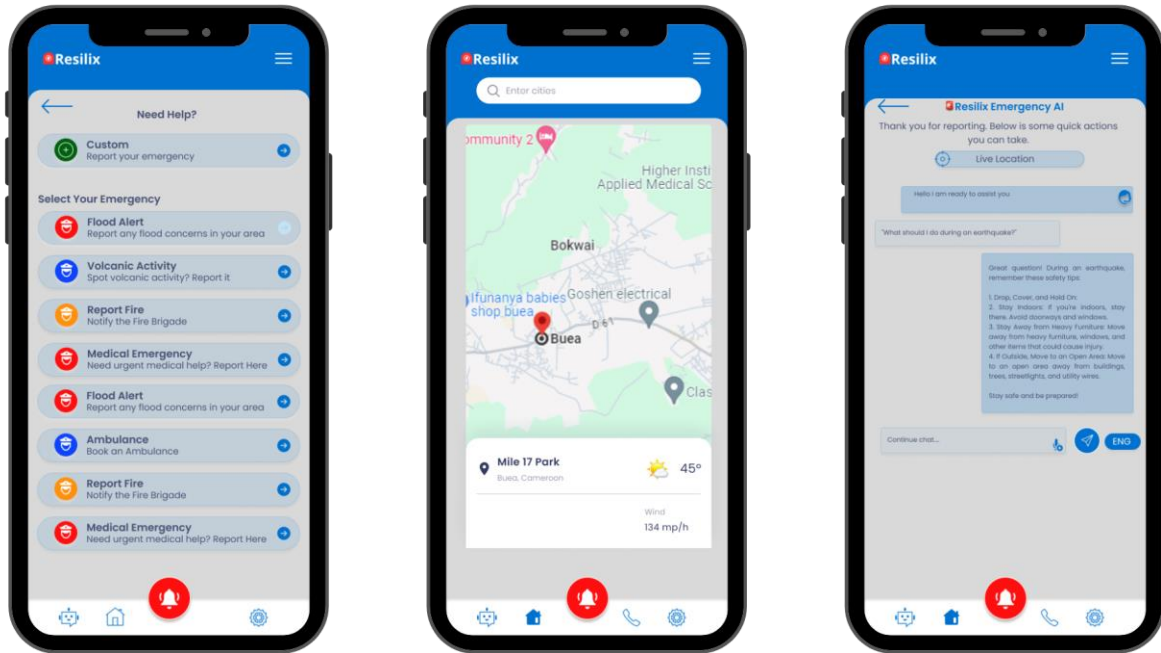 Resilix
Need Help?
Custom
Report your emergency
Select Your Emergency
Flood Alert
Report any flood concerns in your area
Volcanic Activity
Spot volcanic activity? Report it
Report Fire
Notify the Fire Brigade
Medical Emergency
Need urgent medical help? Report Here
Flood Alert
Report any flood concerns in your area
Ambulance
Book an Ambulance
Report Fire
Notify the Fire Brigade
Medical Emergency
Need urgent medical help? Report Here
Resilix
Enter cities
ommunity 2
Higher Insti
Applied Medical Sc
Bokwai
Ifunanya babies
shop buea
Goshen electrical
D 61
Buea
Clas
Mile 17 Park
Buea, Cameroon
45°
Wind
134 mp/h
Resilix
Resilix Emergency AI
Thank you for reporting. Below is some quick actions
you can take.
Live Location
Hello i am ready to assist you
"What should i do during an earthquake?"
Great question! During an earthquake,
remember these safety tips:
1. Drop, Cover, and Hold On:
2. Stay Indoors: If you're indoors, stay
there. Avoid doorways and windows.
3. Stay Away from Heavy Furniture: Move
away from heavy furniture, windows, and
other items that could cause injury.
4. If Outside, Move to an Open Area: Move
to an open area away from buildings,
trees, streetlights, and utility wires.
Stay safe and be prepared!
Continue chat...
ENG